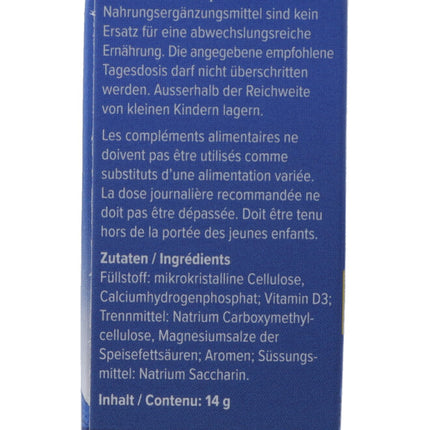 Nahrungsergänzungsmittel sind kein
Ersatz für eine abwechslungsreiche
Ernährung. Die angegebene empfohlene
Tagesdosis darf nicht überschritten
werden. Ausserhalb der Reichweite
von kleinen Kindern lagern.
Les compléments alimentaires ne
doivent pas être utilisés comme
substituts d'une alimentation variée.
La dose journalière recommandée ne
doit pas être dépassée. Doit être tenu
hors de la portée des jeunes enfants.
Zutaten / Ingrédients
Füllstoff: mikrokristalline Cellulose,
Calciumhydrogenphosphat; Vitamin D3;
Trennmittel: Natrium Carboxymethyl-
cellulose, Magnesiumsalze der
Speisefettsäuren; Aromen; Süssungs-
mittel: Natrium Saccharin.
Inhalt / Contenu: 14 g